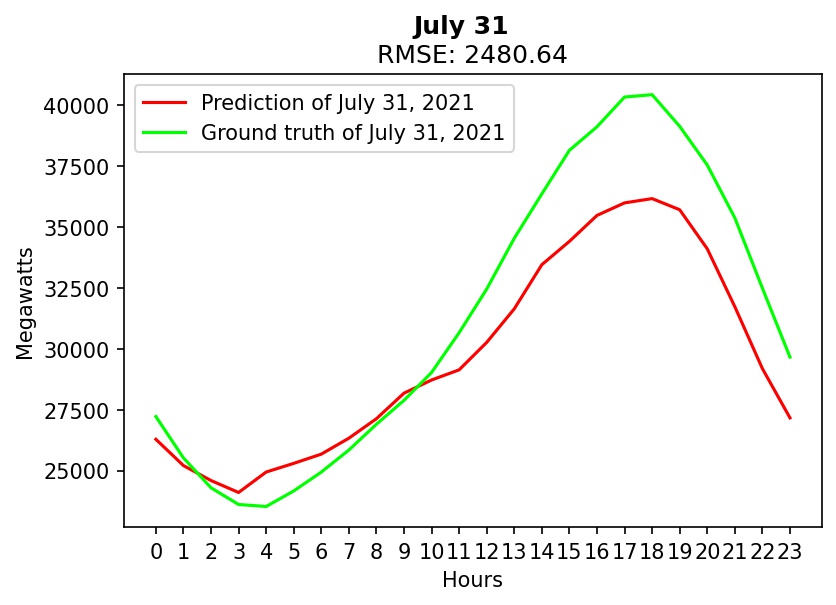 July 31
RMSE: 2480.64
Prediction of July 31, 2021
Ground truth of July 31, 2021
40000
37500
35000
32500
30000
27500
25000
Megawatts
0 1 2 3 4 5 6 7 8 9 10 11 12 13 14 15 16 17 18 19 20 21 22 23
Hours